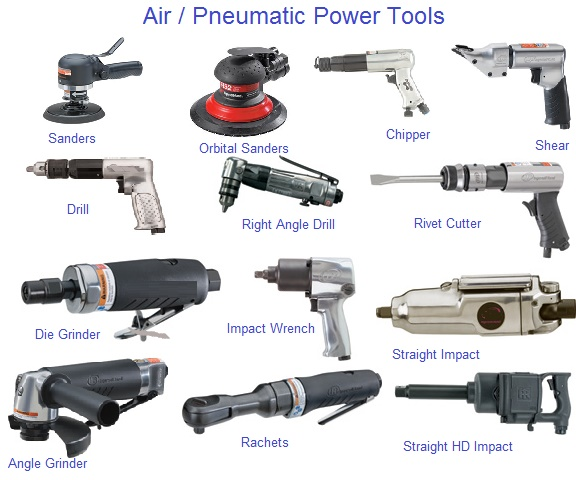 Air / Pneumatic Power Tools
Sanders
Orbital Sanders
Chipper
Shear
Drill
Right Angle Drill
Rivet Cutter
Die Grinder
Impact Wrench
Straight Impact
Angle Grinder
Rachets
Straight HD Impact